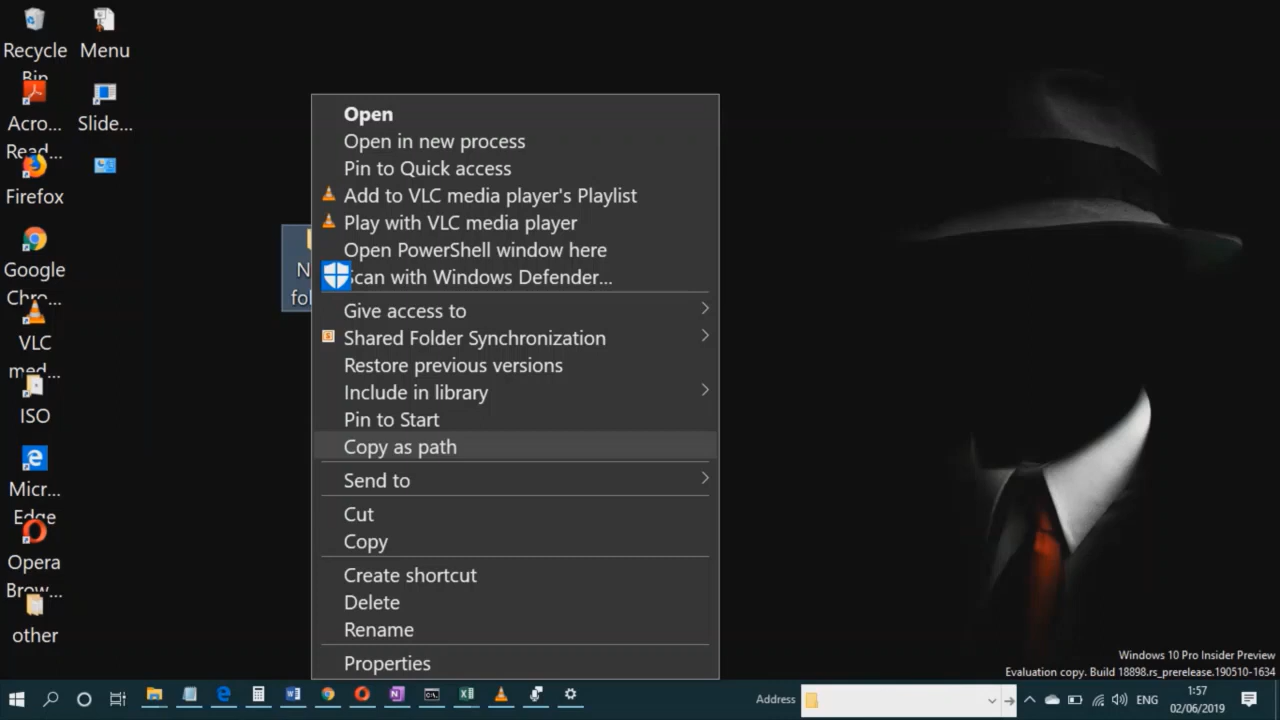 Recycle
Bin
Menu
Acro...
Read...
Slide...
Firefox
Google
Chro...
VLC
med...
ISO
Micr...
Edge
Opera
Brow...
other
N
fol
Open
Open in new process
Pin to Quick access
Add to VLC media player's Playlist
Play with VLC media player
Open PowerShell window here
Scan with Windows Defender...
Give access to
Shared Folder Synchronization
Restore previous versions
Include in library
Pin to Start
Copy as path
Send to
Cut
Copy
Create shortcut
Delete
Rename
Properties
Windows 10 Pro Insider Preview
Evaluation copy. Build 18898.rs_prerelease.190510-1634
Address
ENG
1:57
02/06/2019